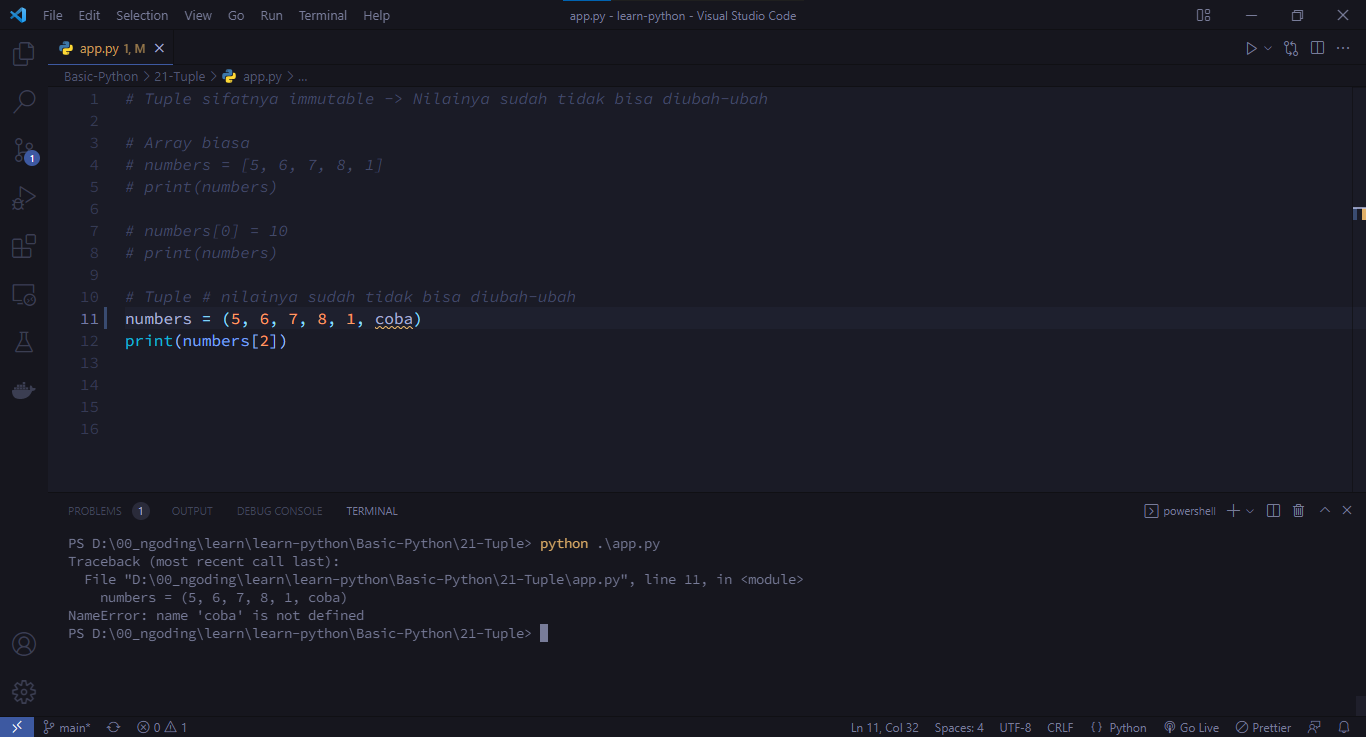 File Edit Selection View Go Run Terminal Help app.py - learn-python - Visual Studio Code
app.py 1, M
Basic-Python > 21-Tuple > app.py > ...
1 # Tuple sifatnya immutable -> Nilainya sudah tidak bisa diubah-ubah
2
3 # Array biasa
4 # numbers = [5, 6, 7, 8, 1]
5 # print(numbers)
6
7 # numbers[0] = 10
8 # print(numbers)
9
10 # Tuple # nilainya sudah tidak bisa diubah-ubah
11 numbers = (5, 6, 7, 8, 1, coba)
12 print(numbers[2])
13
14
15
16
1
PROBLEMS 1 OUTPUT DEBUG CONSOLE TERMINAL powershell
PS D:\00_ngoding\learn\learn-python\Basic-Python\21-Tuple> python .\app.py
Traceback (most recent call last):
File "D:\00_ngoding\learn\learn-python\Basic-Python\21-Tuple\app.py", line 11, in <module>
numbers = (5, 6, 7, 8, 1, coba)
NameError: name 'coba' is not defined
PS D:\00_ngoding\learn\learn-python\Basic-Python\21-Tuple>
main* 0 1 Ln 11, Col 32 Spaces: 4 UTF-8 CRLF { } Python Go Live Prettier